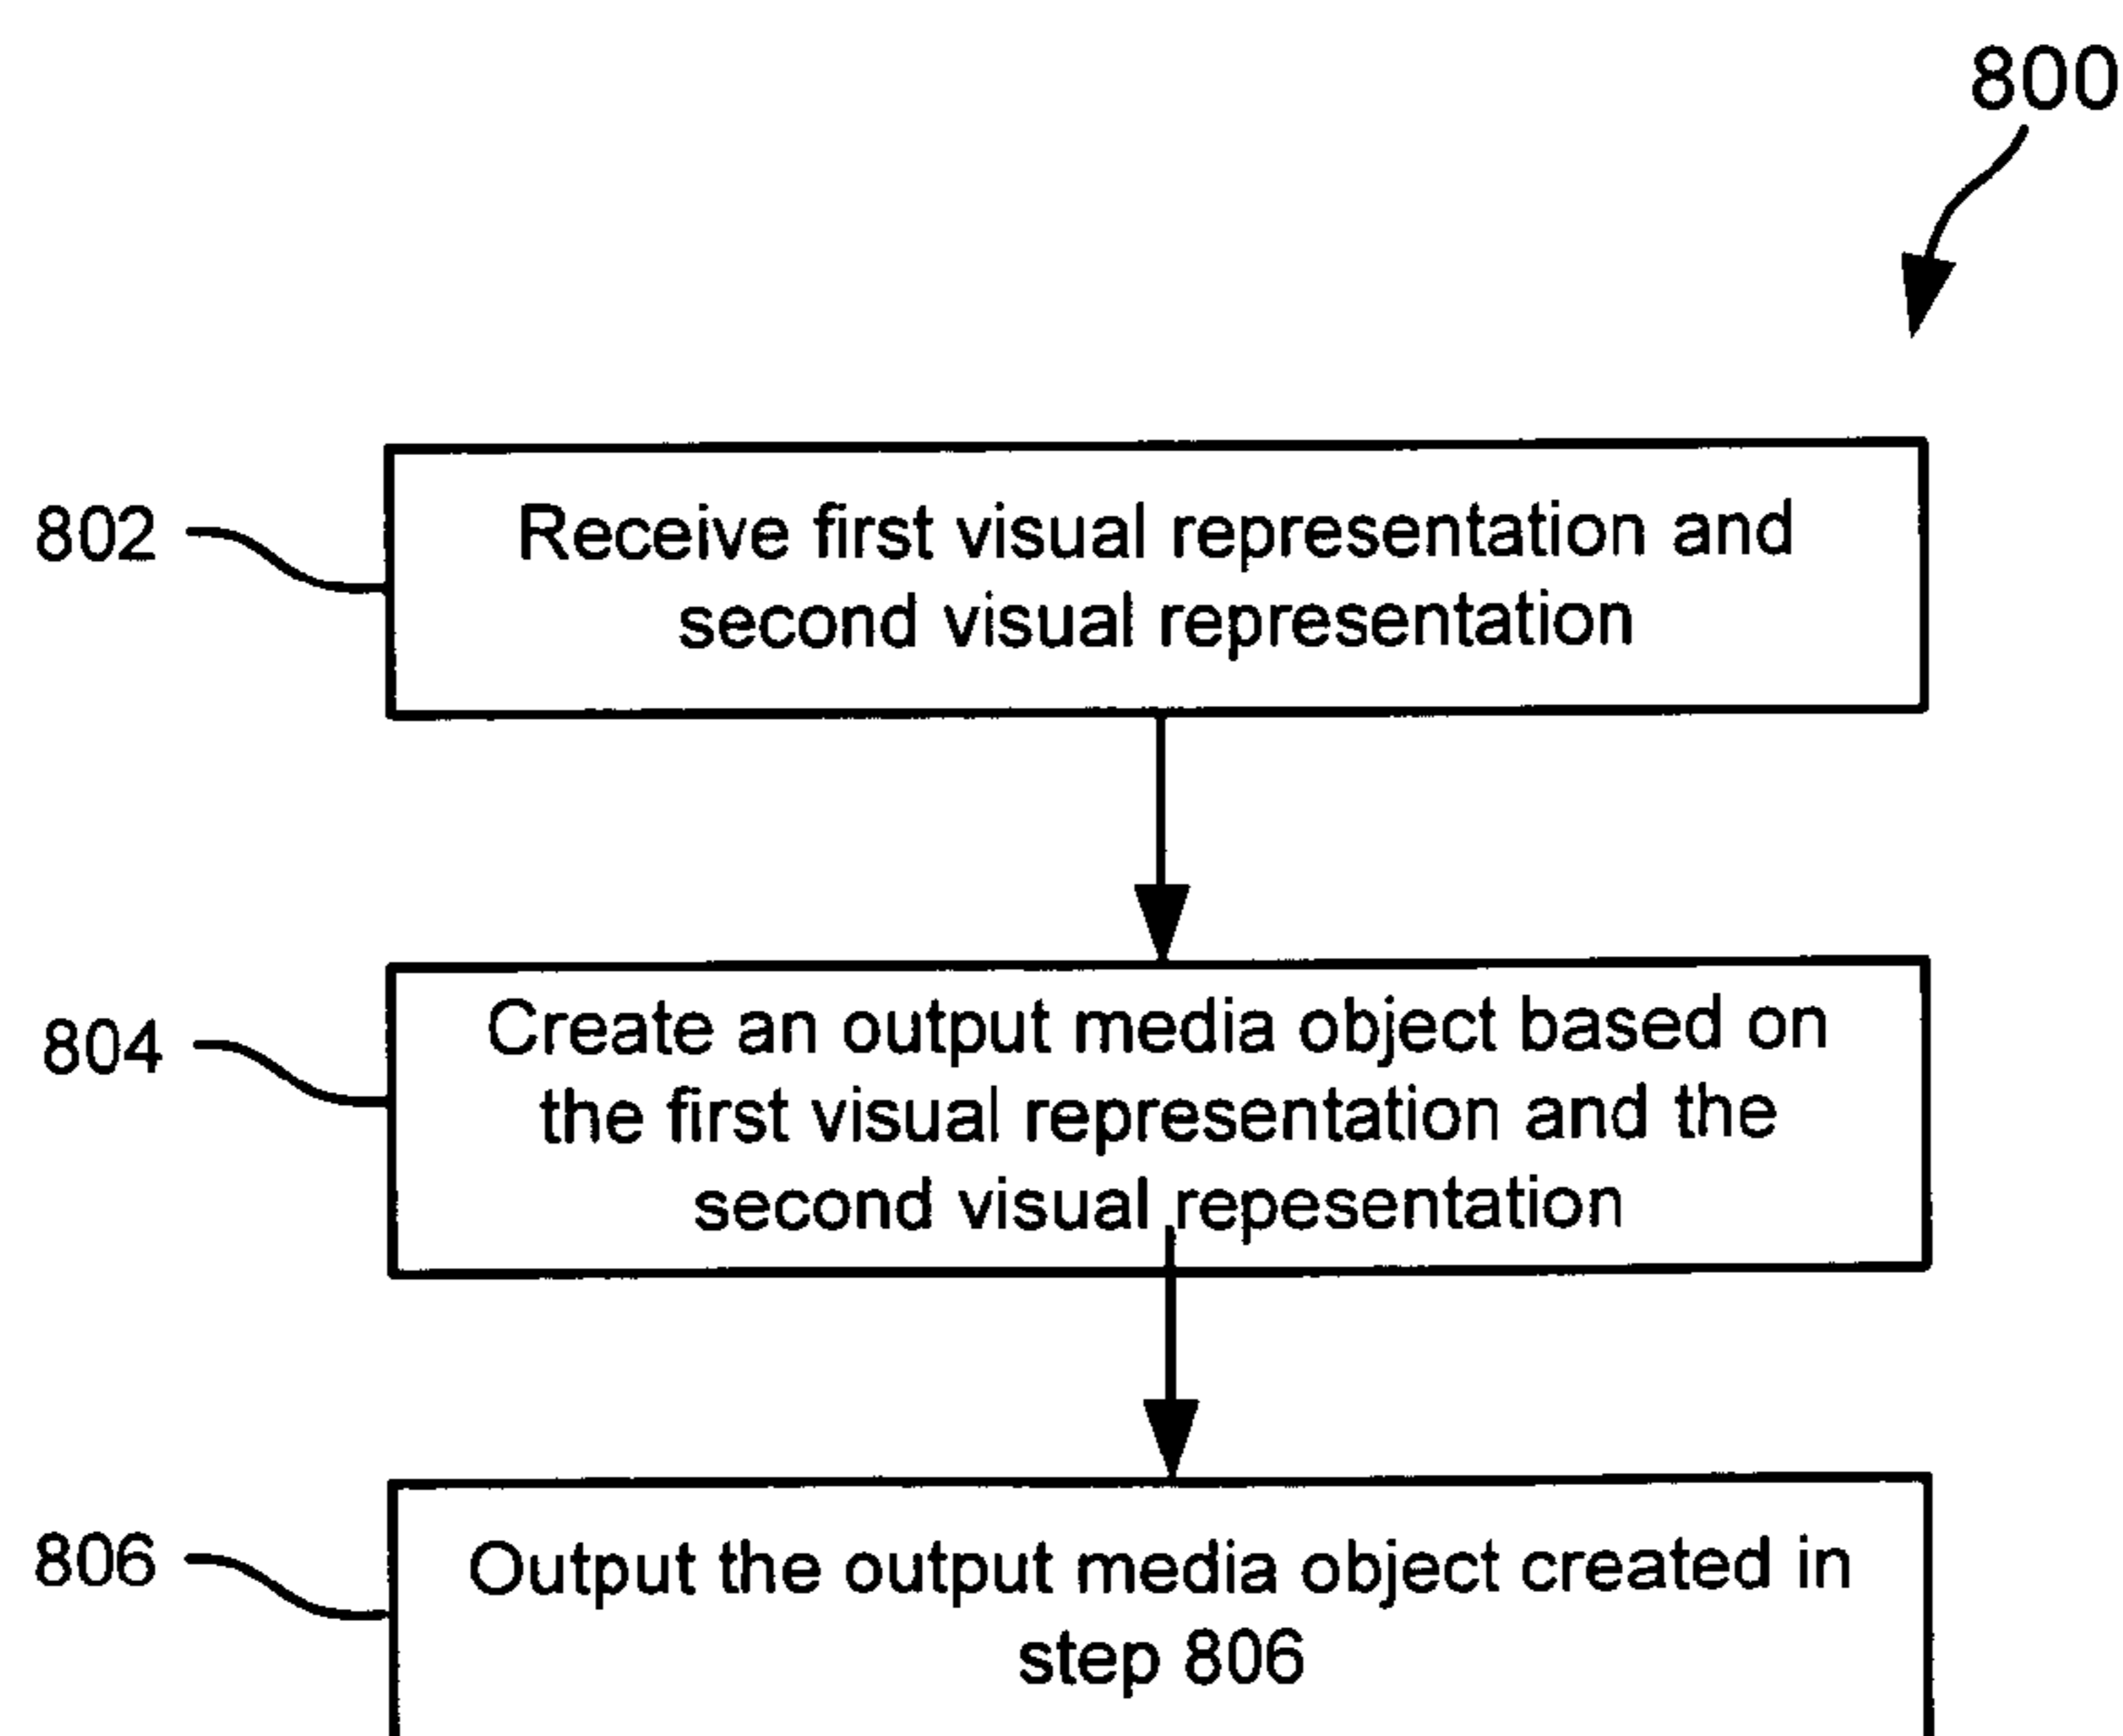 800
802
Receive first visual representation and
second visual representation
804
Create an output media object based on
the first visual representation and the
second visual repesentation
806
Output the output media object created in
step 806